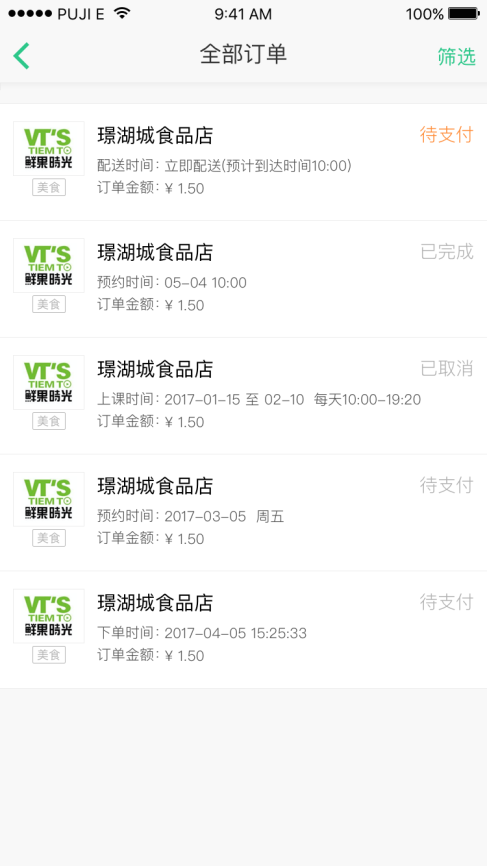 PUJI E 9:41 AM 100%
全部订单 筛选
VT'S
TIEM TO
鲜果時光
美食
璟湖城食品店 待支付
配送时间：立即配送(预计到达时间10:00)
订单金额：¥ 1.50
VT'S
TIEM TO
鲜果時光
美食
璟湖城食品店 已完成
预约时间：05-04 10:00
订单金额：¥ 1.50
VT'S
TIEM TO
鲜果時光
美食
璟湖城食品店 已取消
上课时间：2017-01-15 至 02-10 每天10:00-19:20
订单金额：¥ 1.50
VT'S
TIEM TO
鲜果時光
美食
璟湖城食品店 待支付
预约时间：2017-03-05 周五
订单金额：¥ 1.50
VT'S
TIEM TO
鲜果時光
美食
璟湖城食品店 待支付
下单时间：2017-04-05 15:25:33
订单金额：¥ 1.50